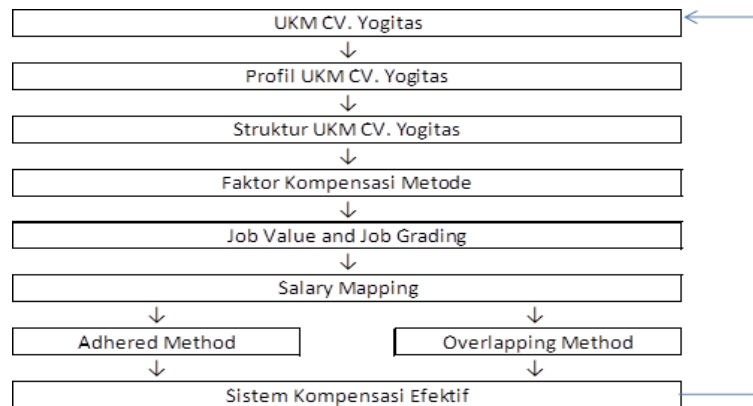 UKM CV. Yogitas
↓
Profil UKM CV. Yogitas
↓
Struktur UKM CV. Yogitas
↓
Faktor Kompensasi Metode
↓
Job Value and Job Grading
↓
Salary Mapping
↓ ↓
Adhered Method Overlapping Method
↓ ↓
Sistem Kompensasi Efektif